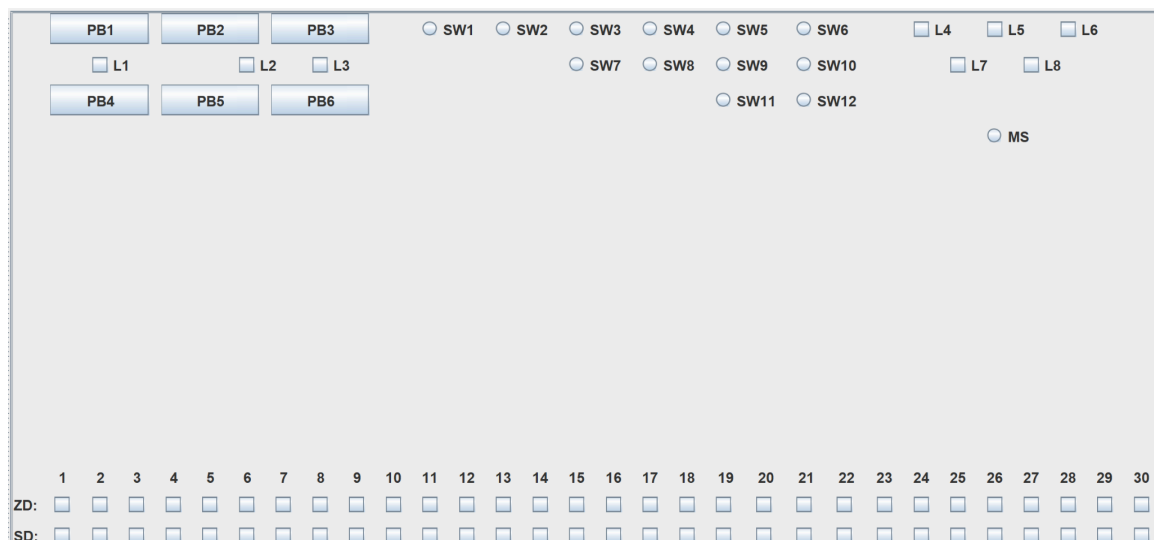 PB1 PB2 PB3 SW1 SW2 SW3 SW4 SW5 SW6 L4 L5 L6
L1 L2 L3 SW7 SW8 SW9 SW10 L7 L8
PB4 PB5 PB6 SW11 SW12
MS
1 2 3 4 5 6 7 8 9 10 11 12 13 14 15 16 17 18 19 20 21 22 23 24 25 26 27 28 29 30
ZD:
SD: